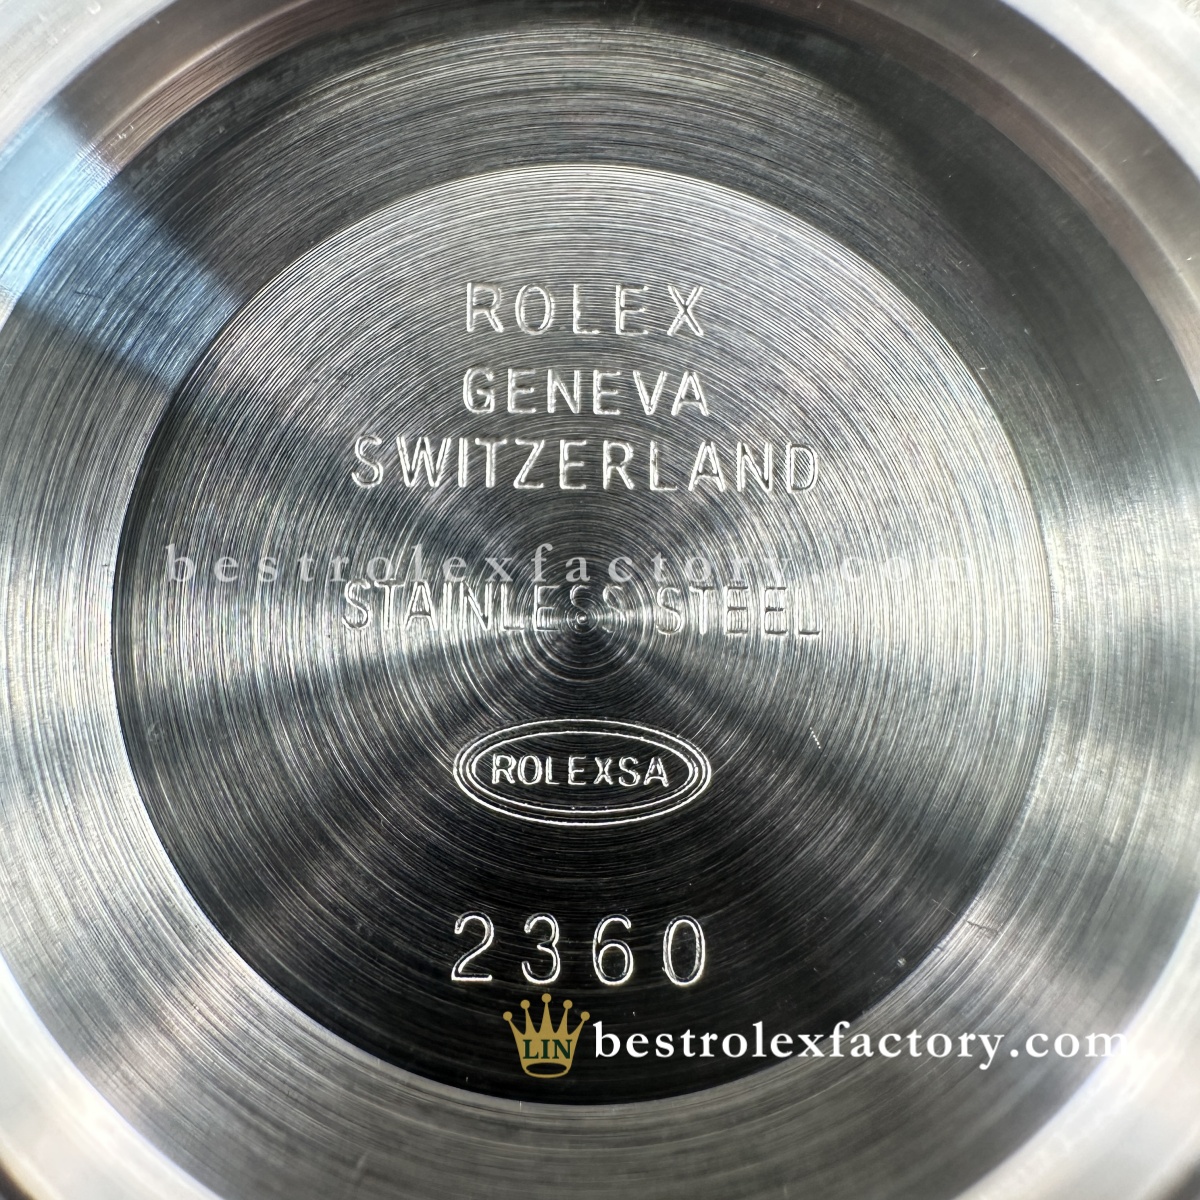 ROLEX
GENEVA
SWITZERLAND
bestrolexfactory.com
STAINLESS STEEL
ROLEXSA
2360
LIN bestrolexfactory.com